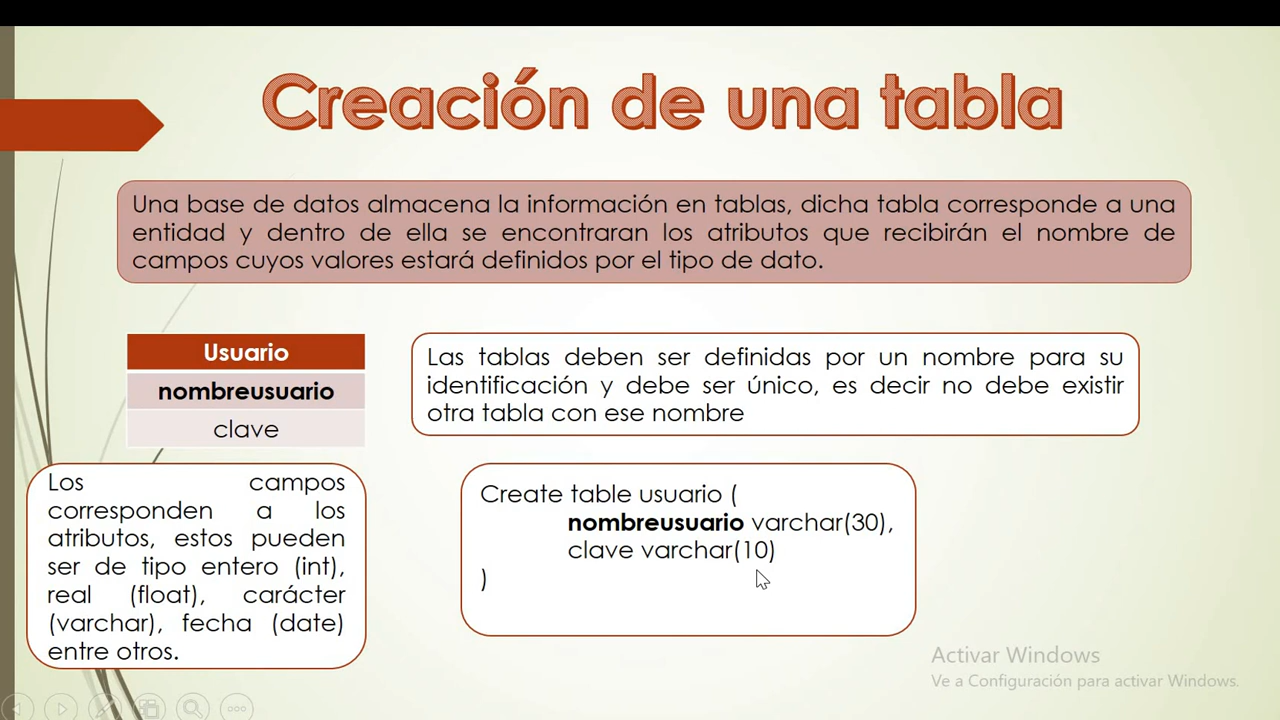 Creación de una tabla
Una base de datos almacena la información en tablas, dicha tabla corresponde a una
entidad y dentro de ella se encontraran los atributos que recibirán el nombre de
campos cuyos valores estará definidos por el tipo de dato.
Usuario
nombreusuario
clave
Las tablas deben ser definidas por un nombre para su
identificación y debe ser único, es decir no debe existir
otra tabla con ese nombre
Los campos
corresponden a los
atributos, estos pueden
ser de tipo entero (int),
real (float), carácter
(varchar), fecha (date)
entre otros.
Create table usuario (
nombreusuario varchar(30),
clave varchar(10)
)
Activar Windows
Ve a Configuración para activar Windows.